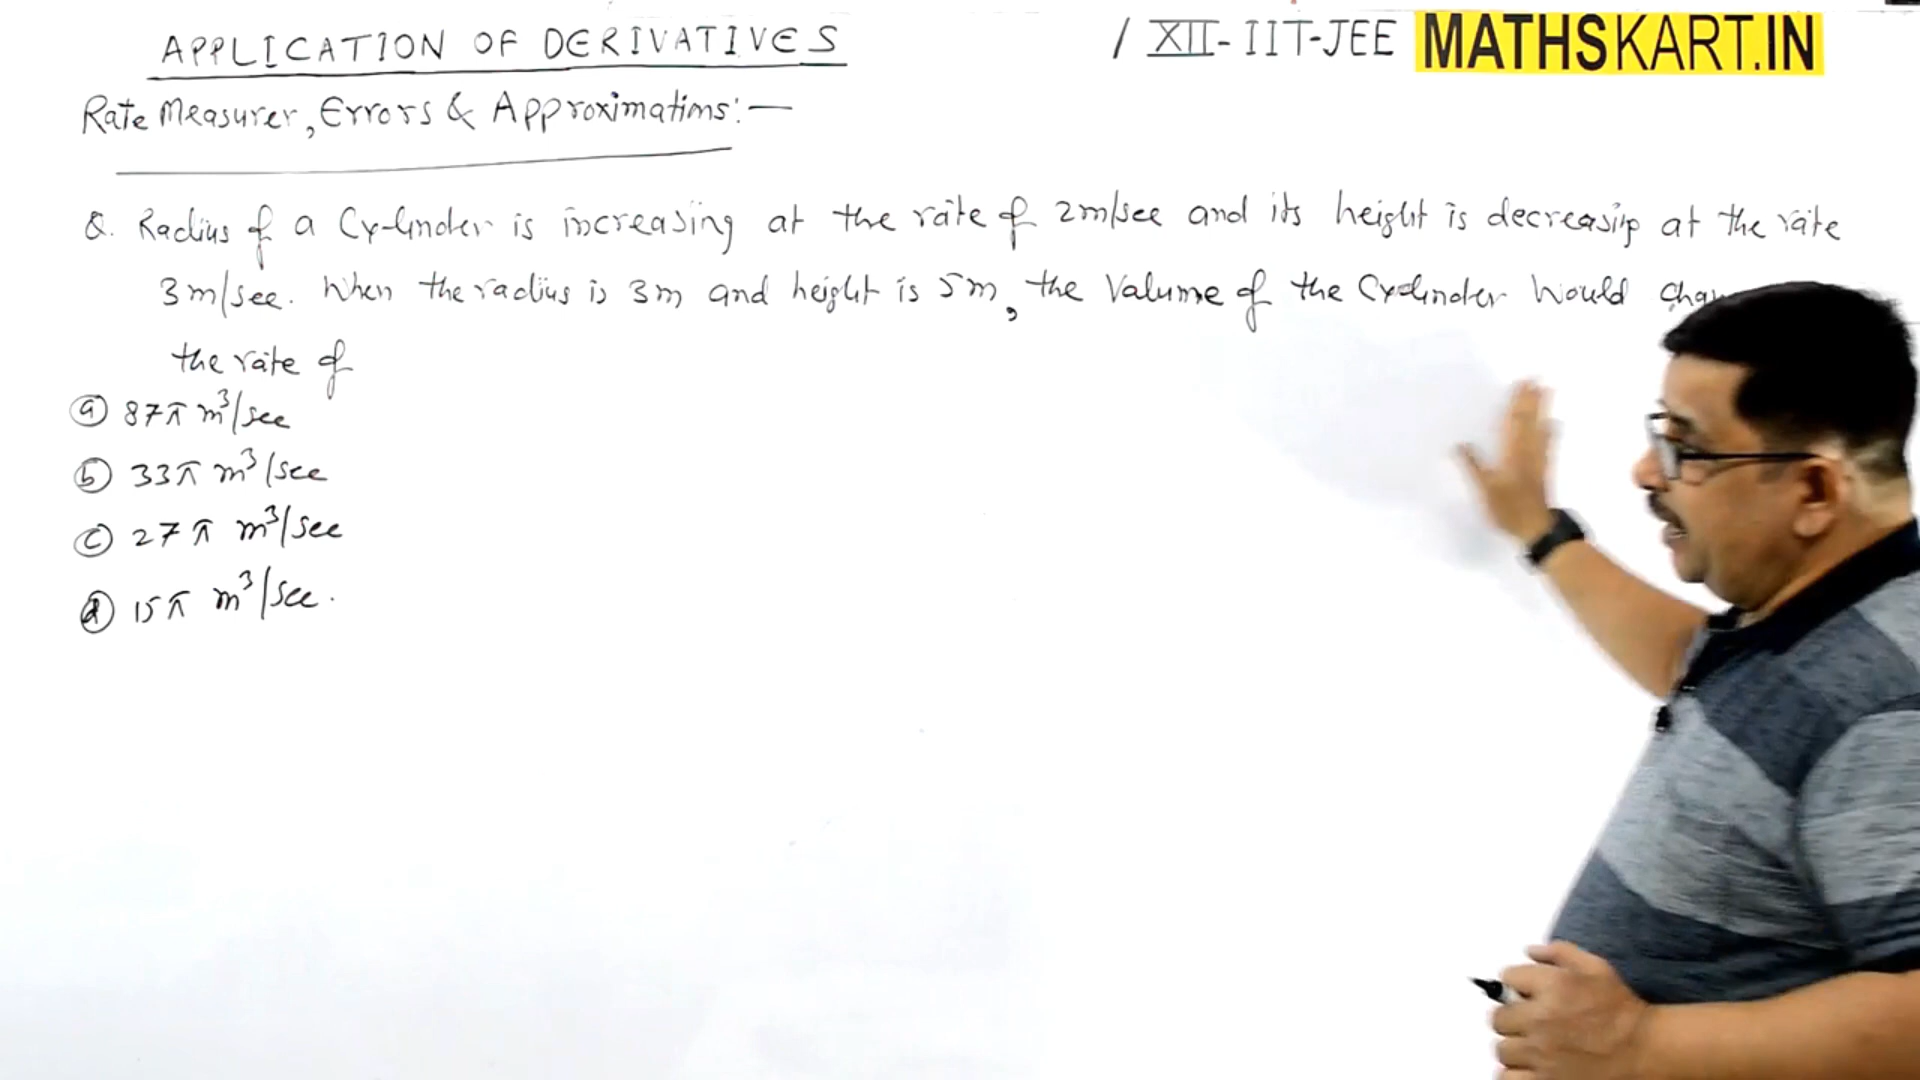 APPLICATION OF DERIVATIVES / XII-IIT-JEE MATHSKART.IN
Rate Measurer, Errors & Approximations:—
Q. Radius of a Cylinder is increasing at the rate of 2m/sec and its height is decreasing at the rate
3m/sec. When the radius is 3m and height is 5m, the Volume of the Cylinder Would
the rate of
(a) 87π m³/sec
(b) 33π m³/sec
(c) 27π m³/sec
(d) 15π m³/sec.